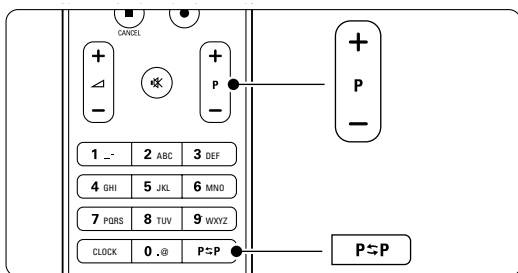 CANCEL
+ +
P
− −
1 _- 2 ABC 3 DEF
4 GHI 5 JKL 6 MNO
7 PQRS 8 TUV 9 WXYZ
CLOCK 0 .@ P⇆P
+
P
−
P⇆P